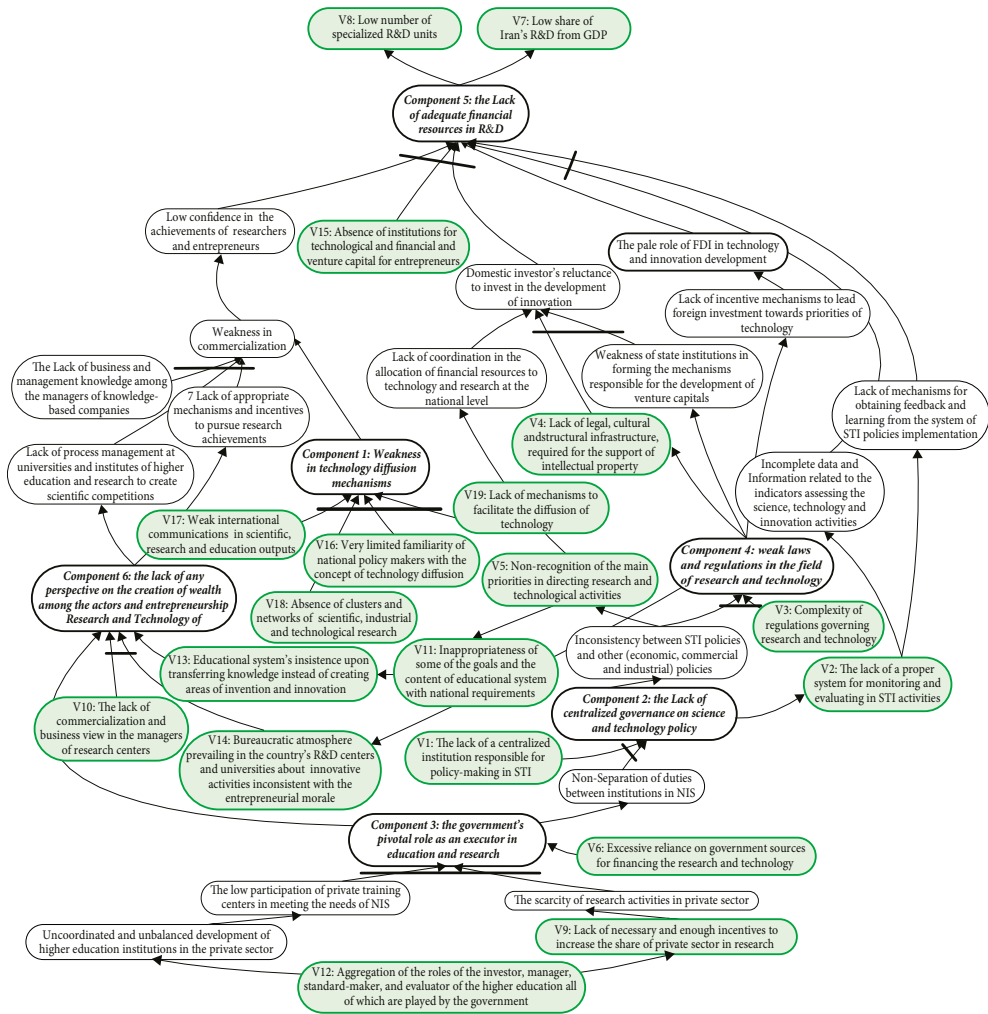 V8: Low number of
specialized R&D units
V7: Low share of
Iran's R&D from GDP
Component 5: the Lack
of adequate financial
resources in R&D
Low confidence in the
achievements of researchers
and entrepreneurs
V15: Absence of institutions for
technological and financial and
venture capital for entrepreneurs
The pale role of FDI in technology
and innovation development
Domestic investor's reluctance
to invest in the development
of innovation
Lack of incentive mechanisms to lead
foreign investment towards priorities of
technology
Weakness in
commercialization
The Lack of business and
management knowledge among
the managers of knowledge-
based companies
Lack of coordination in the
allocation of financial resources to
technology and research at the
national level
Weakness of state institutions in
forming the mechanisms
responsible for the development of
venture capitals
7 Lack of appropriate
mechanisms and incentives
to pursue research
achievements
Lack of mechanisms for
obtaining feedback and
learning from the system of
STI policies implementation
V4: Lack of legal, cultural
andstructural infrastructure,
required for the support of
intellectual property
Lack of process management at
universities and institutes of higher
education and research to create
scientific competitions
Component 1: Weakness
in technology diffusion
mechanisms
Incomplete data and
Information related to the
indicators assessing the
science, technology and
innovation activities
V19: Lack of mechanisms to
facilitate the diffusion of
technology
V17: Weak international
communications in scientific,
research and education outputs
V16: Very limited familiarity of
national policy makers with the
concept of technology diffusion
Component 4: weak laws
and regulations in the field
of research and technology
V5: Non-recognition of the main
priorities in directing research and
technological activities
Component 6: the lack of any
perspective on the creation of wealth
among the actors and entrepreneurship
Research and Technology of
V18: Absence of clusters and
networks of scientific, industrial
and technological research
V3: Complexity of
regulations governing
research and technology
Inconsistency between STI policies
and other (economic, commercial
and industrial) policies
V13: Educational system's insistence upon
transferring knowledge instead of creating
areas of invention and innovation
V11: Inappropriateness of
some of the goals and the
content of educational system
with national requirements
V2: The lack of a proper
system for monitoring and
evaluating in STI activities
Component 2: the Lack of
centralized governance on science
and technology policy
V10: The lack of
commercialization and
business view in the managers
of research centers
V14: Bureaucratic atmosphere
prevailing in the country's R&D centers
and universities about innovative
activities inconsistent with the
entrepreneurial morale
V1: The lack of a centralized
institution responsible for
policy-making in STI
Non-Separation of duties
between institutions in NIS
Component 3: the government's
pivotal role as an executor in
education and research
V6: Excessive reliance on government sources
for financing the research and technology
The low participation of private training
centers in meeting the needs of NIS
The scarcity of research activities in private sector
Uncoordinated and unbalanced development of
higher education institutions in the private sector
V9: Lack of necessary and enough incentives to
increase the share of private sector in research
V12: Aggregation of the roles of the investor, manager,
standard-maker, and evaluator of the higher education all
of which are played by the government